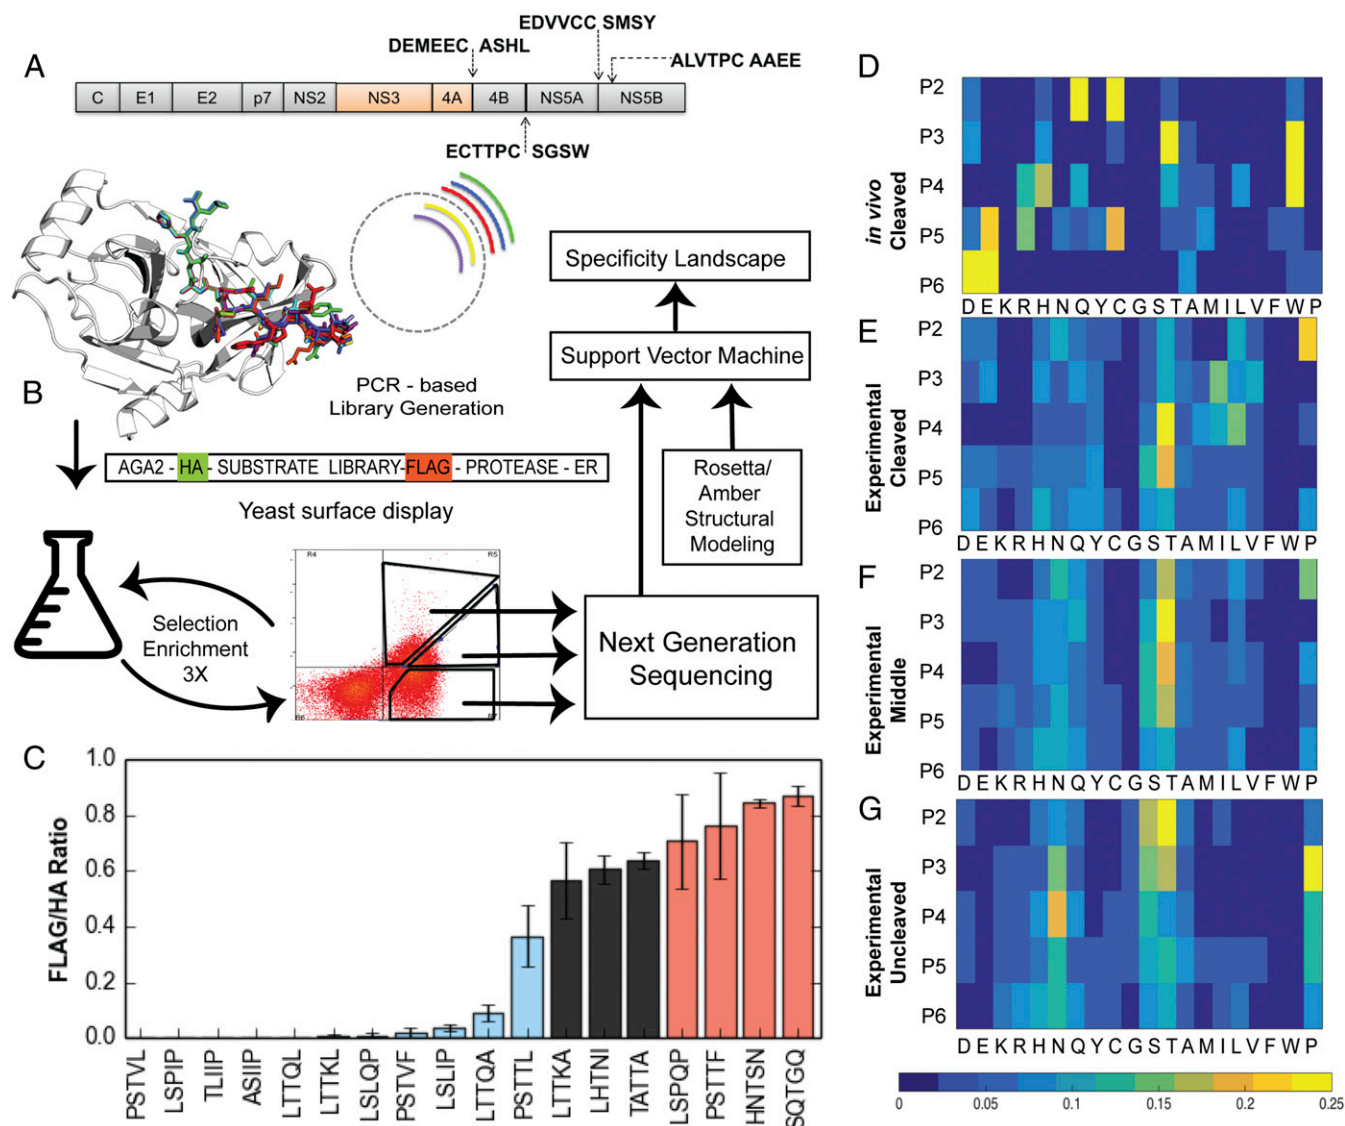 A
EDVVCC SMSY
DEMEEC ASHL
ALVTPC AAEE
C E1 E2 p7 NS2 NS3 4A 4B NS5A NS5B
ECTTPC SGSW
PCR - based
Library Generation
B
AGA2 - HA - SUBSTRATE LIBRARY-FLAG - PROTEASE - ER
Yeast surface display
Selection
Enrichment
3X
R4 R5
R6
Specificity Landscape
Support Vector Machine
Rosetta/
Amber
Structural
Modeling
Next Generation
Sequencing
C
FLAG/HA Ratio
1.0
0.8
0.6
0.4
0.2
0.0
PSTVL
LSPIP
TLIIP
ASIIP
LTTQL
LTTKL
LSLQP
PSTVF
LSLIP
LTTQA
PSTTL
LTTKA
LHTNI
TATTA
LSPQP
PSTTF
HNTSN
SQTGQ
D
in vivo
Cleaved
P2
P3
P4
P5
P6
D E K R H N Q Y C G S T A M I L V F W P
E
Experimental
Cleaved
P2
P3
P4
P5
P6
D E K R H N Q Y C G S T A M I L V F W P
F
Experimental
Middle
P2
P3
P4
P5
P6
D E K R H N Q Y C G S T A M I L V F W P
G
Experimental
Uncleaved
P2
P3
P4
P5
P6
D E K R H N Q Y C G S T A M I L V F W P
0 0.05 0.1 0.15 0.2 0.25